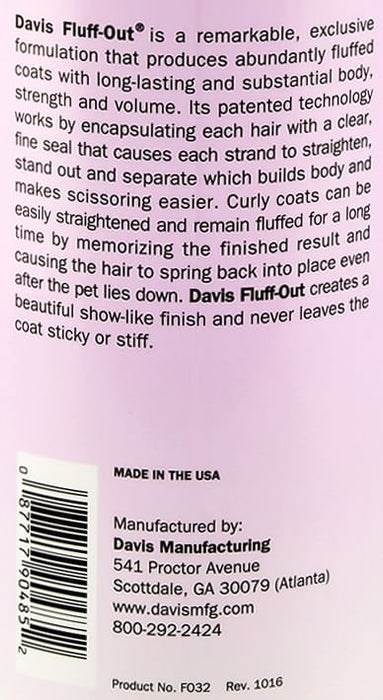 Davis Fluff-Out® is a remarkable, exclusive
formulation that produces abundantly fluffed
coats with long-lasting and substantial body,
strength and volume. Its patented technology
works by encapsulating each hair with a clear,
fine seal that causes each strand to straighten,
stand out and separate which builds body and
makes scissoring easier. Curly coats can be
easily straightened and remain fluffed for a long
time by memorizing the finished result and
causing the hair to spring back into place even
after the pet lies down. Davis Fluff-Out creates a
beautiful show-like finish and never leaves the
coat sticky or stiff.
MADE IN THE USA
0 87717 90485 2
Manufactured by:
Davis Manufacturing
541 Proctor Avenue
Scottdale, GA 30079 (Atlanta)
www.davismfg.com
800-292-2424
Product No. FO32 Rev. 1016